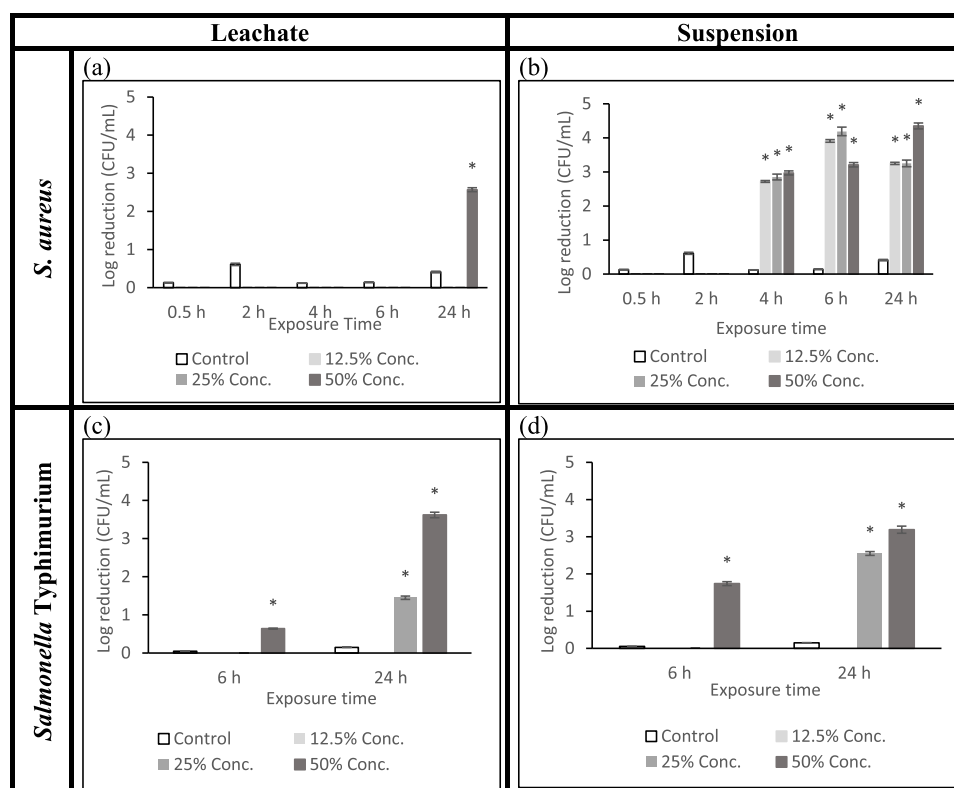 Leachate
Suspension
S. aureus
(a)
Log reduction (CFU/mL)
5
4
3
2
1
0
0.5 h 2 h 4 h 6 h 24 h
Exposure Time
Control 12.5% Conc.
25% Conc. 50% Conc.
*
(b)
Log reduction (CFU/mL)
5
4
3
2
1
0
* * * * * * * * *
0.5 h 2 h 4 h 6 h 24 h
Exposure time
Control 12.5% Conc.
25% Conc. 50% Conc.
Salmonella Typhimurium
(c)
Log reduction (CFU/mL)
5
4
3
2
1
0
* * *
6 h 24 h
Exposure time
Control 12.5% Conc.
25% Conc. 50% Conc.
(d)
Log reduction (CFU/mL)
5
4
3
2
1
0
* * *
6 h 24 h
Exposure time
Control 12.5% Conc.
25% Conc. 50% Conc.